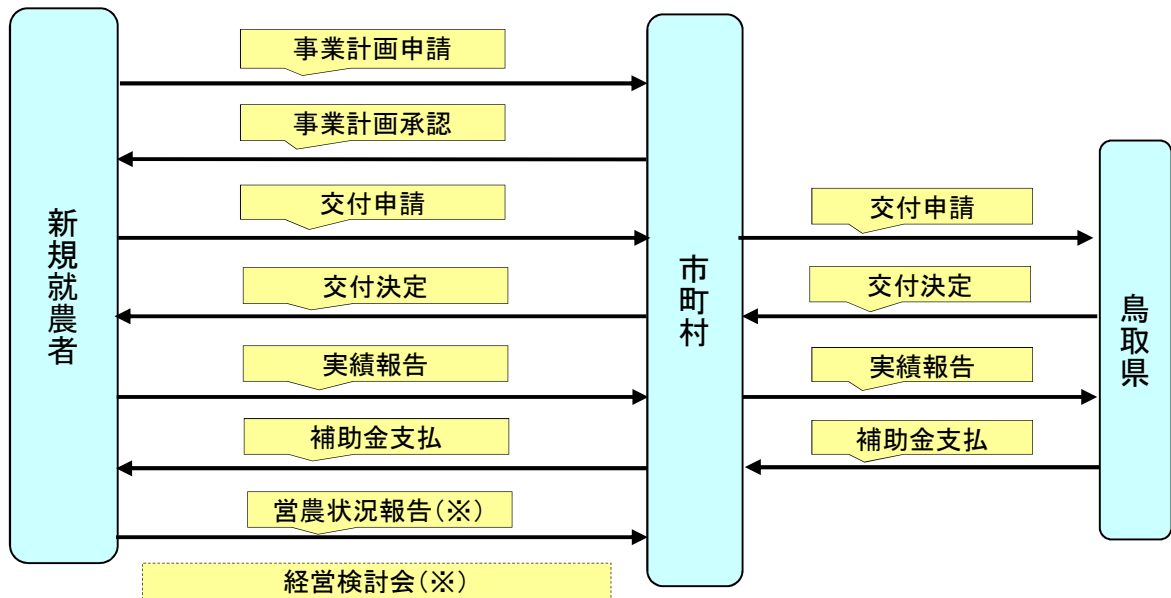 事業計画申請
事業計画承認
交付申請
交付申請
交付決定
交付決定
実績報告
実績報告
補助金支払
補助金支払
営農状況報告(※)
経営検討会(※)
新規就農者
市町村
鳥取県